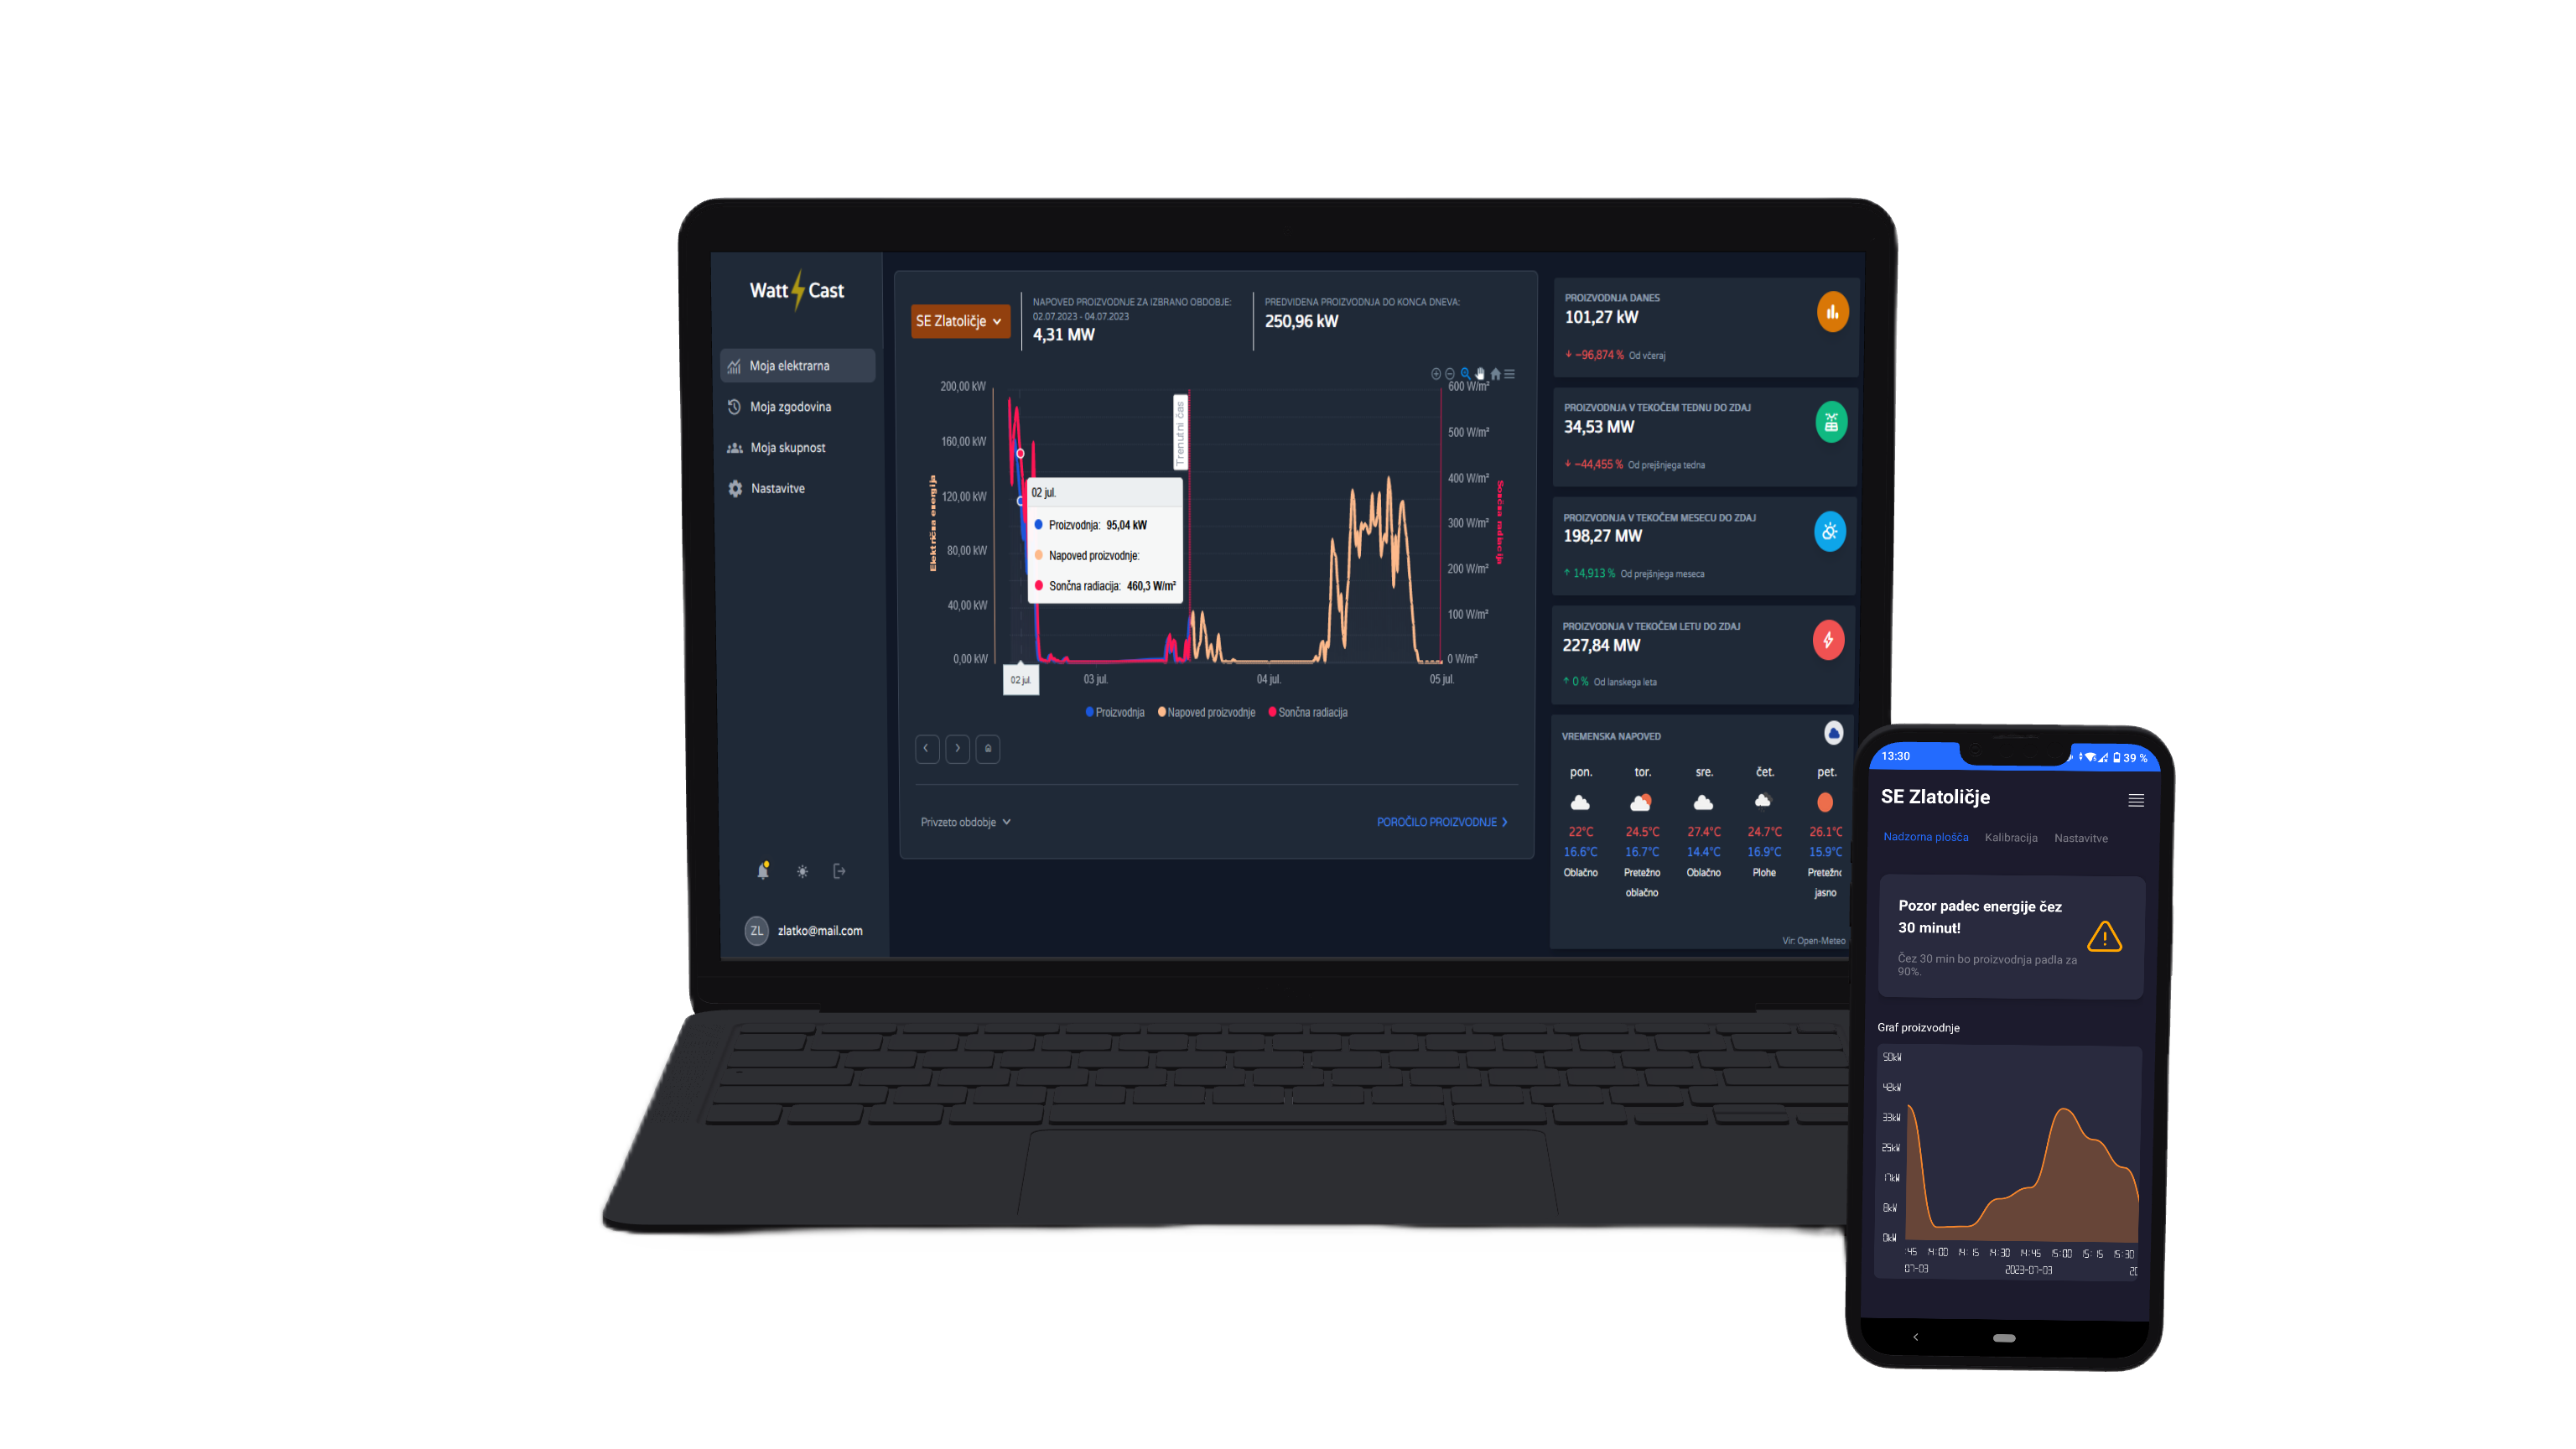 Watt Cast
Moja elektrarna
Moja zgodovina
Moja skupnost
Nastavitve
ZL zlatko@mail.com
SE Zlatoličje
NAPOVED PROIZVODNJE ZA IZBRANO OBDOBJE:
02.07.2023 - 04.07.2023
4,31 MW
PREDVIDENA PROIZVODNJA DO KONCA DNEVA:
250,96 kW
Električna energija
200,00 kW
160,00 kW
120,00 kW
80,00 kW
40,00 kW
0,00 kW
Trenutni čas
02 jul.
Proizvodnja: 95,04 kW
Napoved proizvodnje:
Sončna radiacija: 460,3 W/m²
600 W/m²
500 W/m²
400 W/m²
300 W/m²
200 W/m²
100 W/m²
0 W/m²
Sončna radiacija
02 jul. 03 jul. 04 jul. 05 jul.
Proizvodnja Napoved proizvodnje Sončna radiacija
Privzeto obdobje
POROČILO PROIZVODNJE
PROIZVODNJA DANES
101,27 kW
−96,874 % Od včeraj
PROIZVODNJA V TEKOČEM TEDNU DO ZDAJ
34,53 MW
−44,455 % Od prejšnjega tedna
PROIZVODNJA V TEKOČEM MESECU DO ZDAJ
198,27 MW
14,913 % Od prejšnjega meseca
PROIZVODNJA V TEKOČEM LETU DO ZDAJ
227,84 MW
0 % Od lanskega leta
VREMENSKA NAPOVED
pon. tor. sre. čet. pet.
22°C 24.5°C 27.4°C 24.7°C 26.1°C
16.6°C 16.7°C 14.4°C 16.9°C 15.9°C
Oblačno Pretežno Oblačno Plohe Pretežno
oblačno jasno
Vir: Open-Meteo
13:30 39 %
SE Zlatoličje
Nadzorna plošča Kalibracija Nastavitve
Pozor padec energije čez
30 minut!
Čez 30 min bo proizvodnja padla za
90%.
Graf proizvodnje
50kW
42kW
33kW
25kW
17kW
8kW
0kW
:45 14:00 14:15 14:30 14:45 15:00 15:15 15:30
07-03 2023-07-03 20